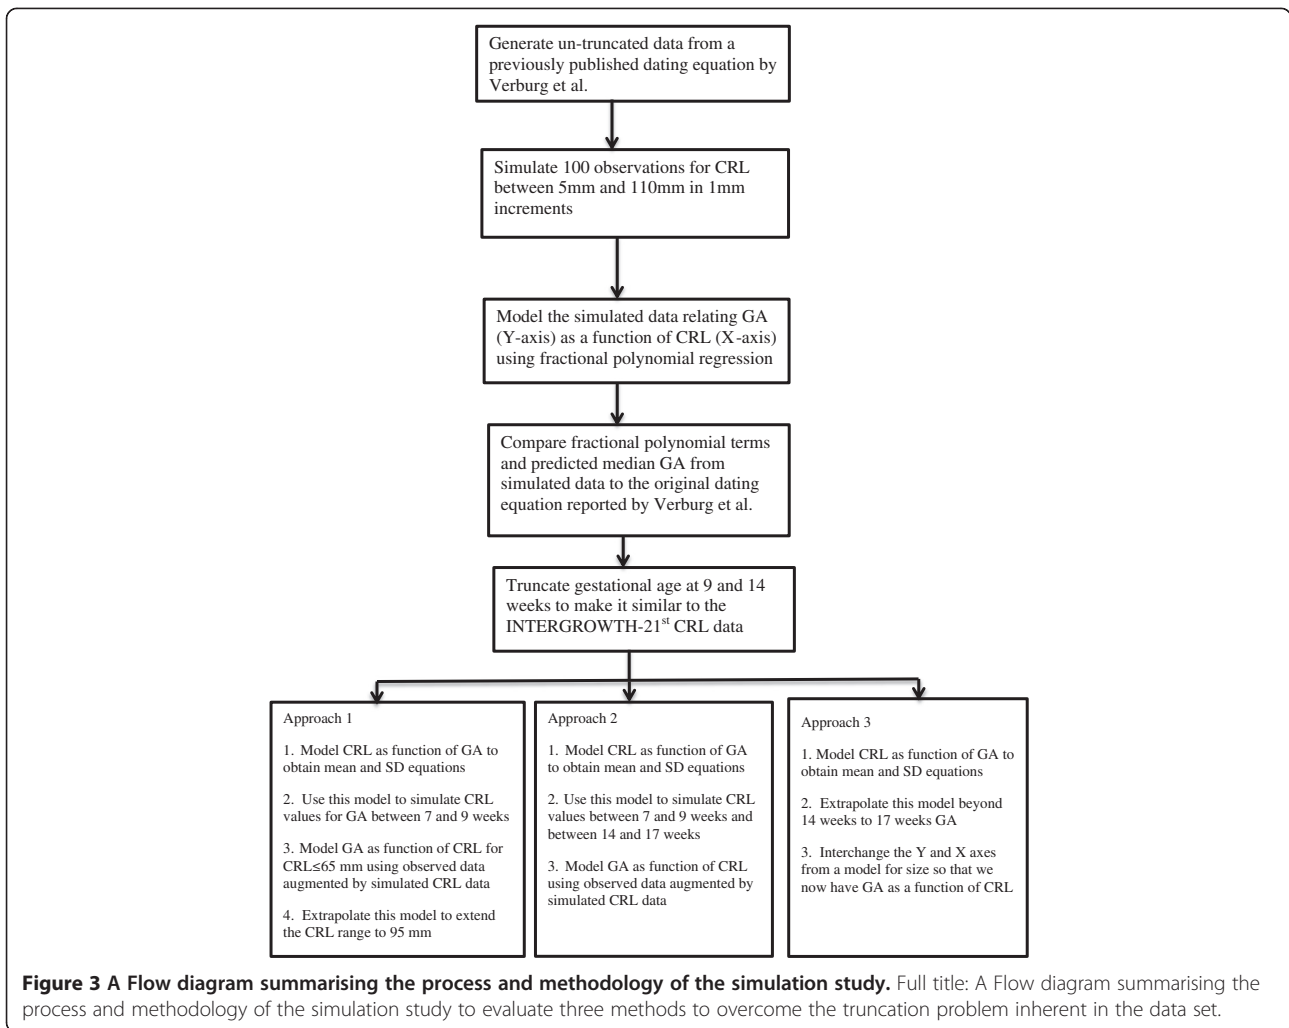 Generate un-truncated data from a
previously published dating equation by
Verburg et al.
Simulate 100 observations for CRL
between 5mm and 110mm in 1mm
increments
Model the simulated data relating GA
(Y-axis) as a function of CRL (X-axis)
using fractional polynomial regression
Compare fractional polynomial terms
and predicted median GA from
simulated data to the original dating
equation reported by Verburg et al.
Truncate gestational age at 9 and 14
weeks to make it similar to the
INTERGROWTH-21st CRL data
Approach 1
1. Model CRL as function of GA to
obtain mean and SD equations
2. Use this model to simulate CRL
values for GA between 7 and 9 weeks
3. Model GA as function of CRL for
CRL≤65 mm using observed data
augmented by simulated CRL data
4. Extrapolate this model to extend
the CRL range to 95 mm
Approach 2
1. Model CRL as function of GA
to obtain mean and SD equations
2. Use this model to simulate CRL
values between 7 and 9 weeks and
between 14 and 17 weeks
3. Model GA as function of CRL
using observed data augmented by
simulated CRL data
Approach 3
1. Model CRL as function of GA to
obtain mean and SD equations
2. Extrapolate this model beyond
14 weeks to 17 weeks GA
3. Interchange the Y and X axes
from a model for size so that we
now have GA as a function of CRL
Figure 3 A Flow diagram summarising the process and methodology of the simulation study. Full title: A Flow diagram summarising the
process and methodology of the simulation study to evaluate three methods to overcome the truncation problem inherent in the data set.